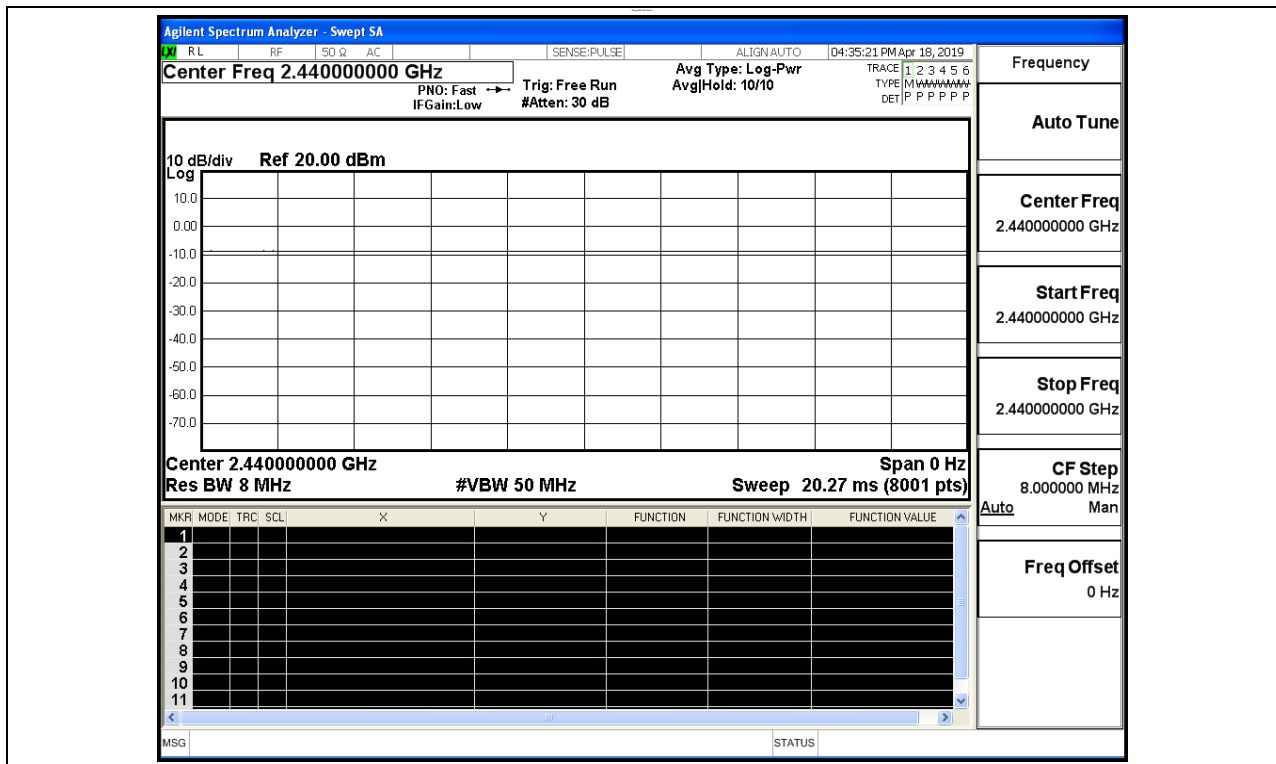 Agilent Spectrum Analyzer - Swept SA
LXI RL RF 50 Ω AC SENSE:PULSE ALIGN AUTO 04:35:21 PM Apr 18, 2019
Center Freq 2.440000000 GHz
PNO: Fast
IFGain:Low
Trig: Free Run
#Atten: 30 dB
Avg Type: Log-Pwr
Avg|Hold: 10/10
TRACE 1 2 3 4 5 6
TYPE M W W W W W
DET P P P P P P
10 dB/div Ref 20.00 dBm
Log
10.0
0.00
-10.0
-20.0
-30.0
-40.0
-50.0
-60.0
-70.0
Center 2.440000000 GHz Span 0 Hz
Res BW 8 MHz #VBW 50 MHz Sweep 20.27 ms (8001 pts)
MKR MODE TRC SCL X Y FUNCTION FUNCTION WIDTH FUNCTION VALUE
1
2
3
4
5
6
7
8
9
10
11
MSG STATUS
Frequency
Auto Tune
Center Freq
2.440000000 GHz
Start Freq
2.440000000 GHz
Stop Freq
2.440000000 GHz
CF Step
8.000000 MHz
Auto Man
Freq Offset
0 Hz